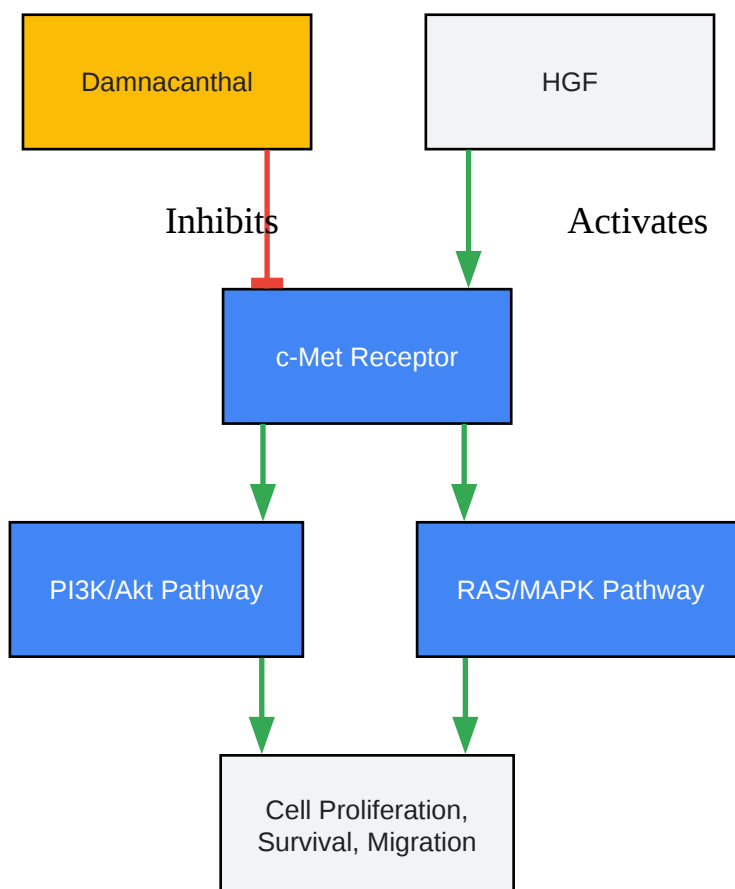 Damnacanthal
HGF
Inhibits
Activates
c-Met Receptor
PI3K/Akt Pathway
RAS/MAPK Pathway
Cell Proliferation,
Survival, Migration